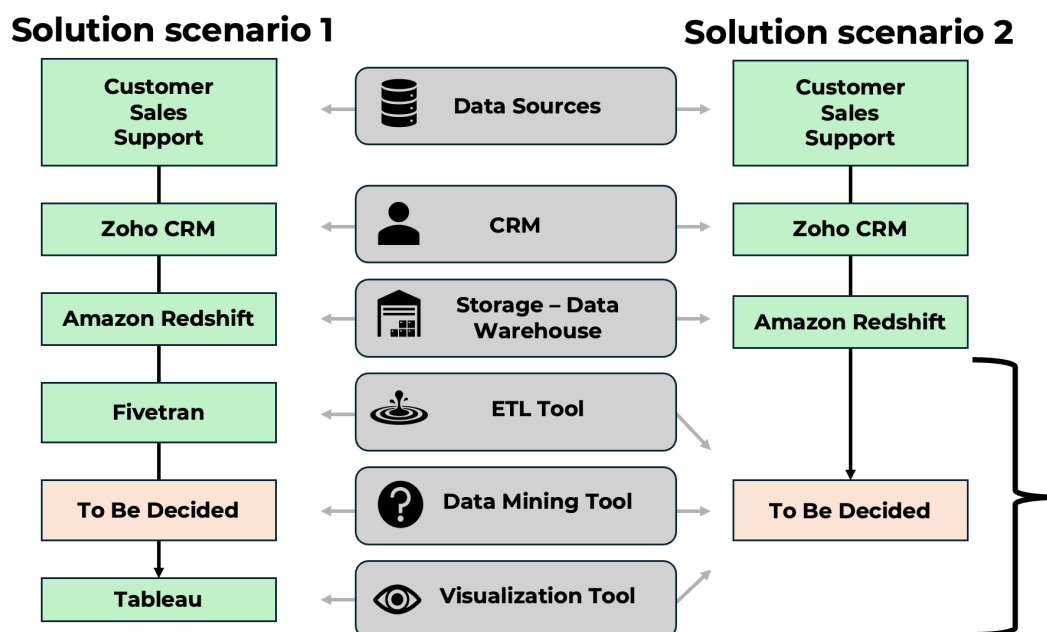 Solution scenario 1
Solution scenario 2
Customer
Sales
Support
Data Sources
Customer
Sales
Support
Zoho CRM
CRM
Zoho CRM
Amazon Redshift
Storage – Data
Warehouse
Amazon Redshift
Fivetran
ETL Tool
To Be Decided
Data Mining Tool
To Be Decided
Tableau
Visualization Tool